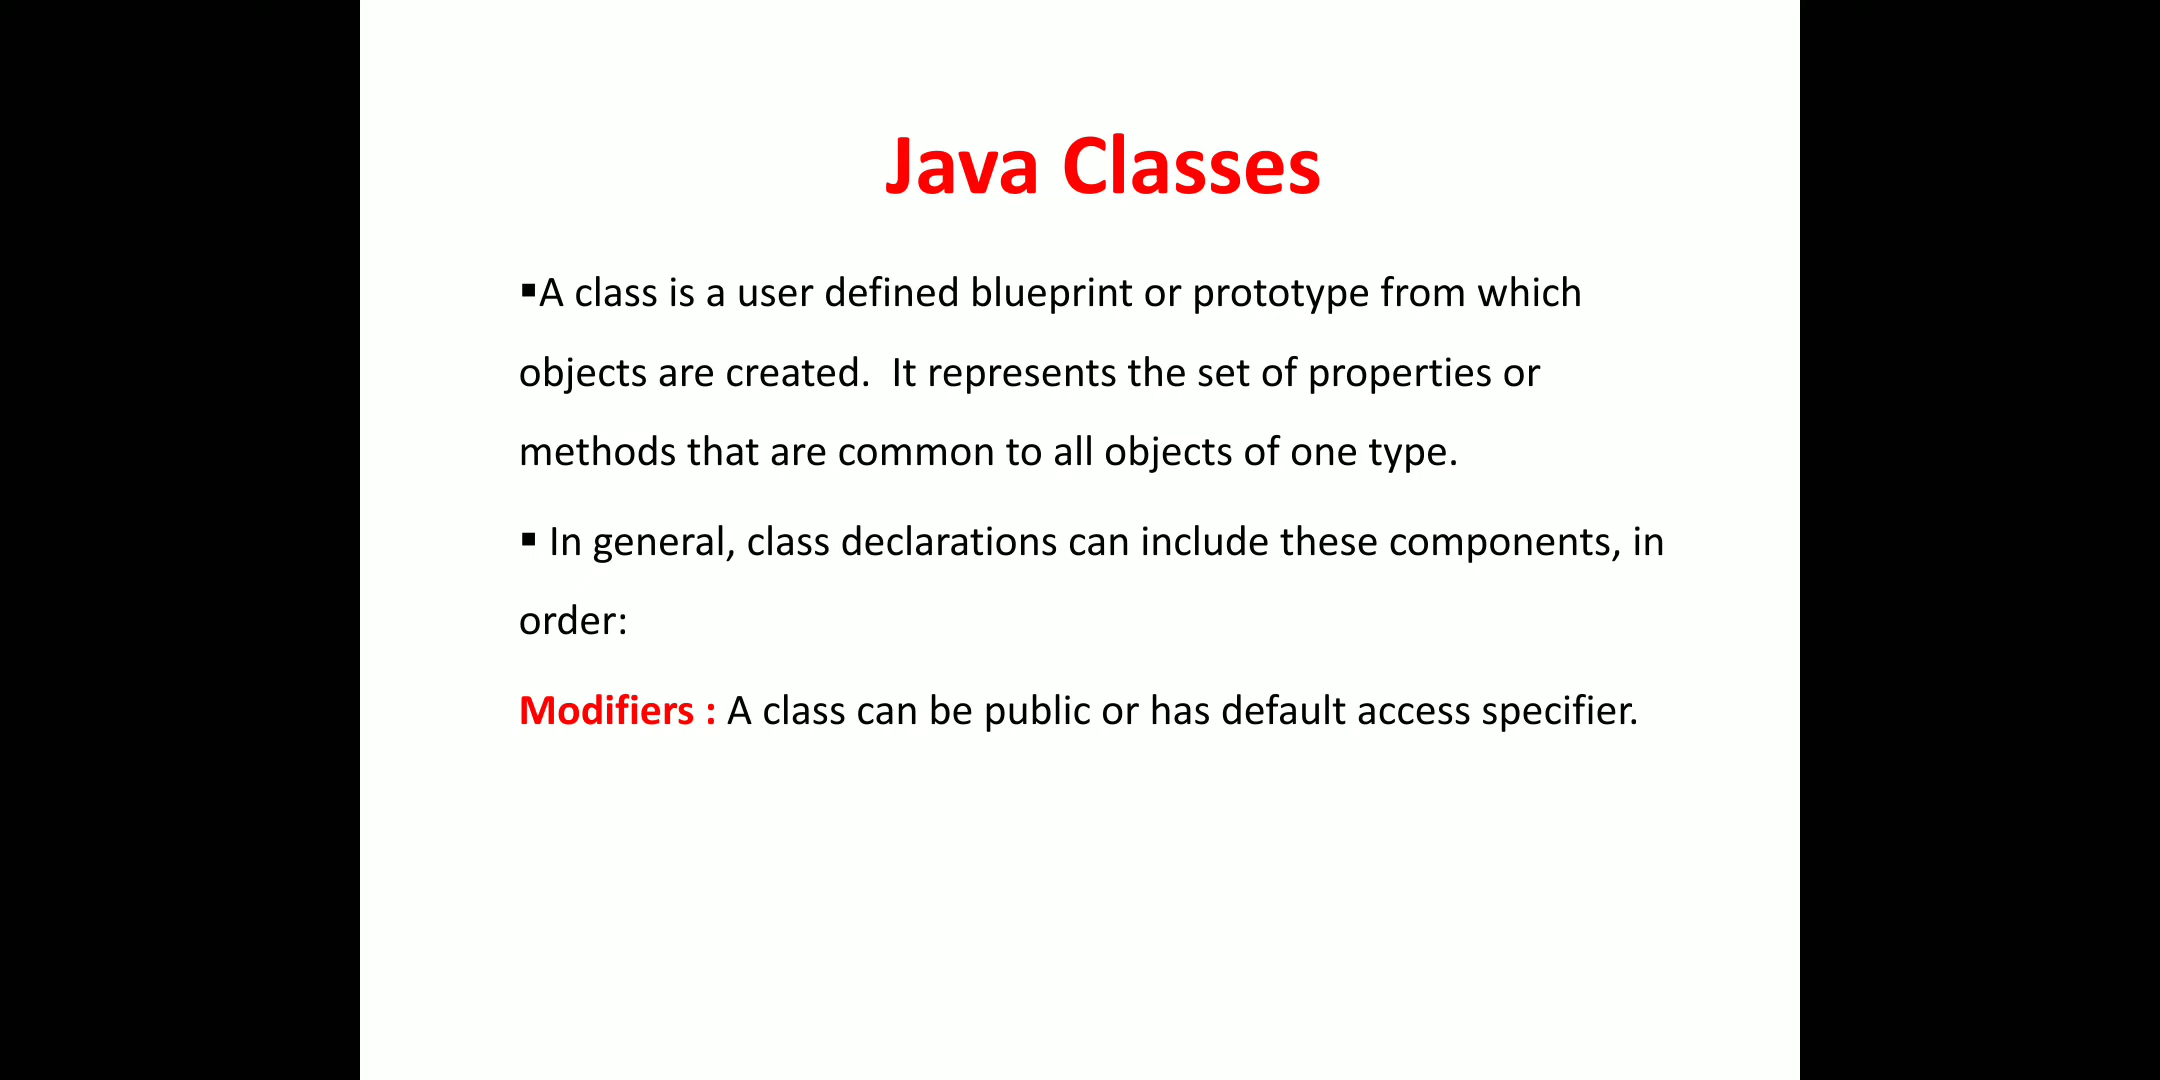 Java Classes
▪A class is a user defined blueprint or prototype from which
objects are created.  It represents the set of properties or
methods that are common to all objects of one type.
▪ In general, class declarations can include these components, in
order:
Modifiers : A class can be public or has default access specifier.